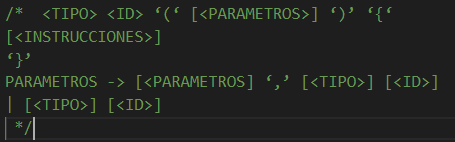 /*  <TIPO> <ID> ‘(‘ [<PARAMETROS>] ‘)’ ‘{‘
[<INSTRUCCIONES>]
‘}’
PARAMETROS -> [<PARAMETROS] ‘,’ [<TIPO>] [<ID>]
| [<TIPO>] [<ID>]
*/